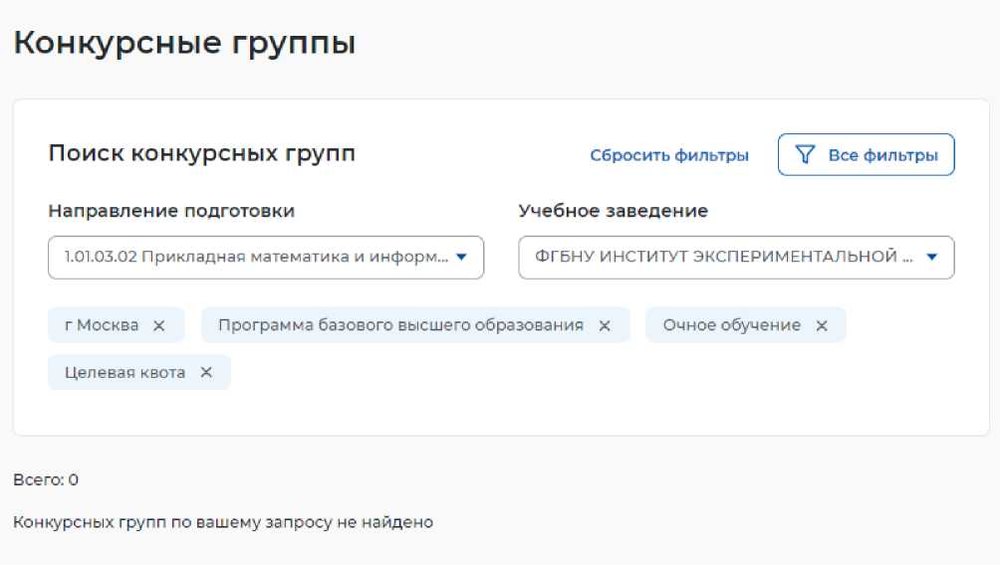 Конкурсные группы
Поиск конкурсных групп
Сбросить фильтры
Все фильтры
Направление подготовки
Учебное заведение
1.01.03.02 Прикладная математика и информ...
ФГБНУ ИНСТИТУТ ЭКСПЕРИМЕНТАЛЬНОЙ ...
г Москва
Программа базового высшего образования
Очное обучение
Целевая квота
Всего: 0
Конкурсных групп по вашему запросу не найдено